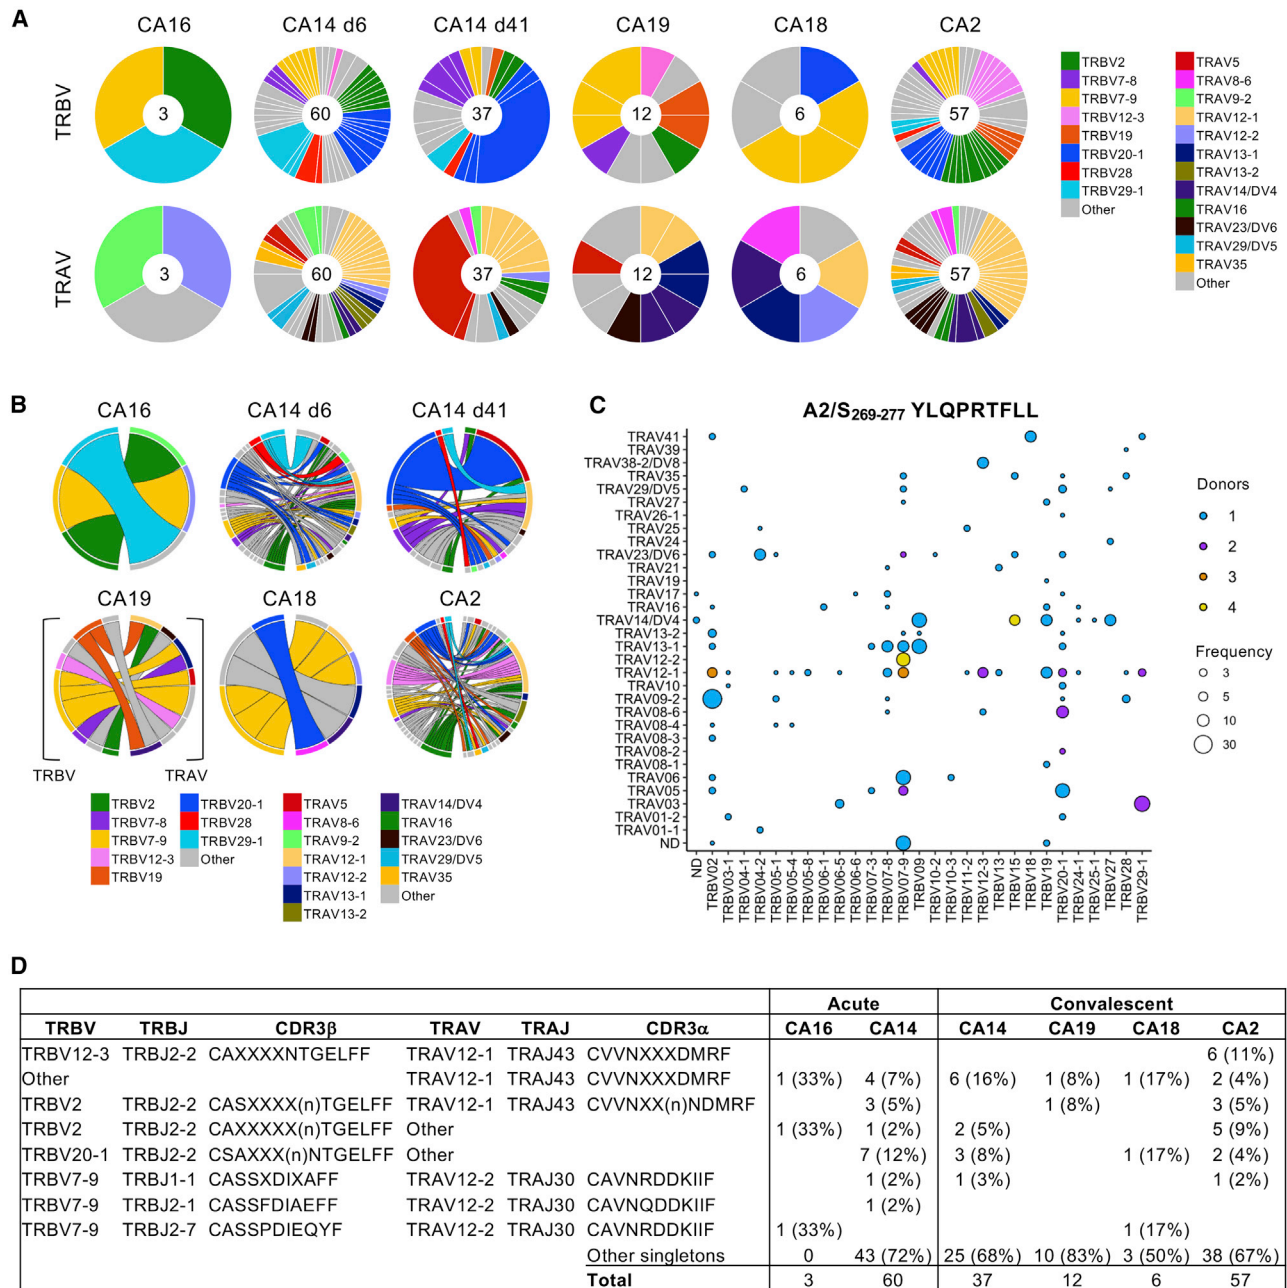 A
CA16 CA14 d6 CA14 d41 CA19 CA18 CA2
TRBV
3 60 37 12 6 57
TRAV
3 60 37 12 6 57
TRBV2
TRBV7-8
TRBV7-9
TRBV12-3
TRBV19
TRBV20-1
TRBV28
TRBV29-1
Other
TRAV5
TRAV8-6
TRAV9-2
TRAV12-1
TRAV12-2
TRAV13-1
TRAV13-2
TRAV14/DV4
TRAV16
TRAV23/DV6
TRAV29/DV5
TRAV35
Other
B
CA16 CA14 d6 CA14 d41
CA19 CA18 CA2
TRBV TRAV
TRBV2
TRBV7-8
TRBV7-9
TRBV12-3
TRBV19
TRBV20-1
TRBV28
TRBV29-1
Other
TRAV5
TRAV8-6
TRAV9-2
TRAV12-1
TRAV12-2
TRAV13-1
TRAV13-2
TRAV14/DV4
TRAV16
TRAV23/DV6
TRAV29/DV5
TRAV35
Other
C
A2/S269-277 YLQPRTFLL
TRAV41
TRAV39
TRAV38-2/DV8
TRAV35
TRAV29/DV5
TRAV27
TRAV26-1
TRAV25
TRAV24
TRAV23/DV6
TRAV21
TRAV19
TRAV17
TRAV16
TRAV14/DV4
TRAV13-2
TRAV13-1
TRAV12-2
TRAV12-1
TRAV10
TRAV09-2
TRAV08-6
TRAV08-4
TRAV08-3
TRAV08-2
TRAV08-1
TRAV06
TRAV05
TRAV03
TRAV01-2
TRAV01-1
ND
ND
TRBV02
TRBV03-1
TRBV04-1
TRBV04-2
TRBV05-1
TRBV05-4
TRBV05-8
TRBV06-1
TRBV06-5
TRBV06-6
TRBV07-3
TRBV07-8
TRBV07-9
TRBV09
TRBV10-2
TRBV10-3
TRBV11-2
TRBV12-3
TRBV13
TRBV15
TRBV18
TRBV19
TRBV20-1
TRBV24-1
TRBV25-1
TRBV27
TRBV28
TRBV29-1
Donors
1
2
3
4
Frequency
3
5
10
30
D
Acute Convalescent
TRBV TRBJ CDR3β TRAV TRAJ CDR3α CA16 CA14 CA14 CA19 CA18 CA2
TRBV12-3 TRBJ2-2 CAXXXXNTGELFF TRAV12-1 TRAJ43 CVVNXXXDMRF 6 (11%)
Other TRAV12-1 TRAJ43 CVVNXXXDMRF 1 (33%) 4 (7%) 6 (16%) 1 (8%) 1 (17%) 2 (4%)
TRBV2 TRBJ2-2 CASXXXX(n)TGELFF TRAV12-1 TRAJ43 CVVNXX(n)NDMRF 3 (5%) 1 (8%) 3 (5%)
TRBV2 TRBJ2-2 CAXXXXX(n)TGELFF Other 1 (33%) 1 (2%) 2 (5%) 5 (9%)
TRBV20-1 TRBJ2-2 CSAXXX(n)NTGELFF Other 7 (12%) 3 (8%) 1 (17%) 2 (4%)
TRBV7-9 TRBJ1-1 CASSXDIXAFF TRAV12-2 TRAJ30 CAVNRDDKIIF 1 (2%) 1 (3%) 1 (2%)
TRBV7-9 TRBJ2-1 CASSFDIAEFF TRAV12-2 TRAJ30 CAVNQDDKIIF 1 (2%)
TRBV7-9 TRBJ2-7 CASSPDIEQYF TRAV12-2 TRAJ30 CAVNRDDKIIF 1 (33%) 1 (17%)
Other singletons 0 43 (72%) 25 (68%) 10 (83%) 3 (50%) 38 (67%)
Total 3 60 37 12 6 57